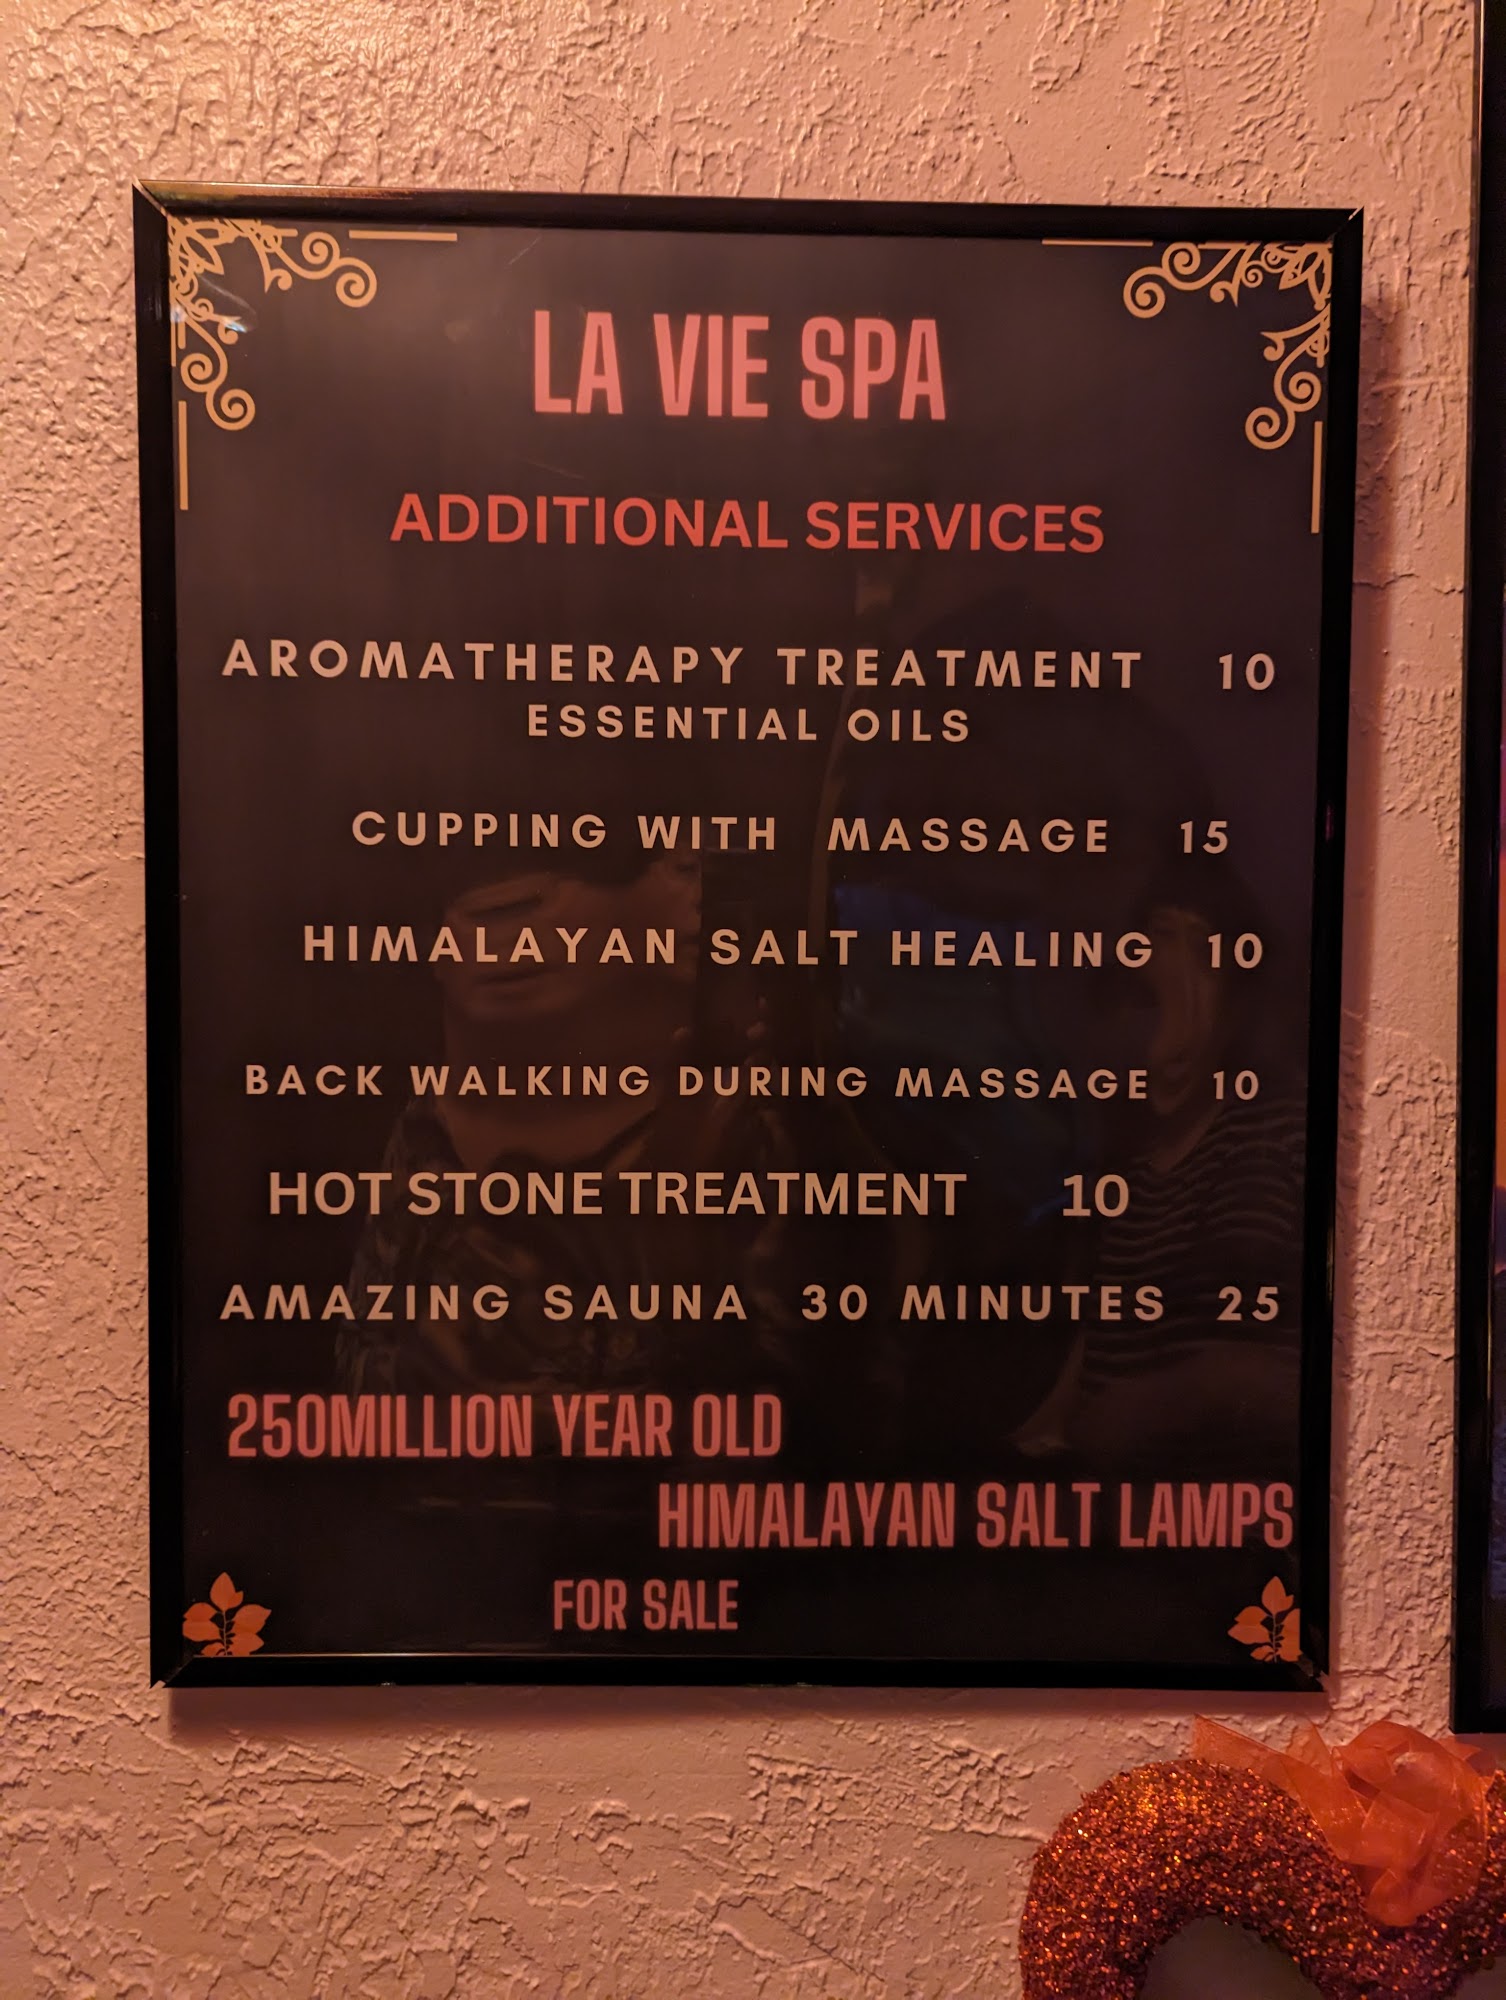 LA VIE SPA
ADDITIONAL SERVICES
AROMATHERAPY TREATMENT 10
ESSENTIAL OILS
CUPPING WITH MASSAGE 15
HIMALAYAN SALT HEALING 10
BACK WALKING DURING MASSAGE 10
HOT STONE TREATMENT 10
AMAZING SAUNA 30 MINUTES 25
250MILLION YEAR OLD
HIMALAYAN SALT LAMPS
FOR SALE